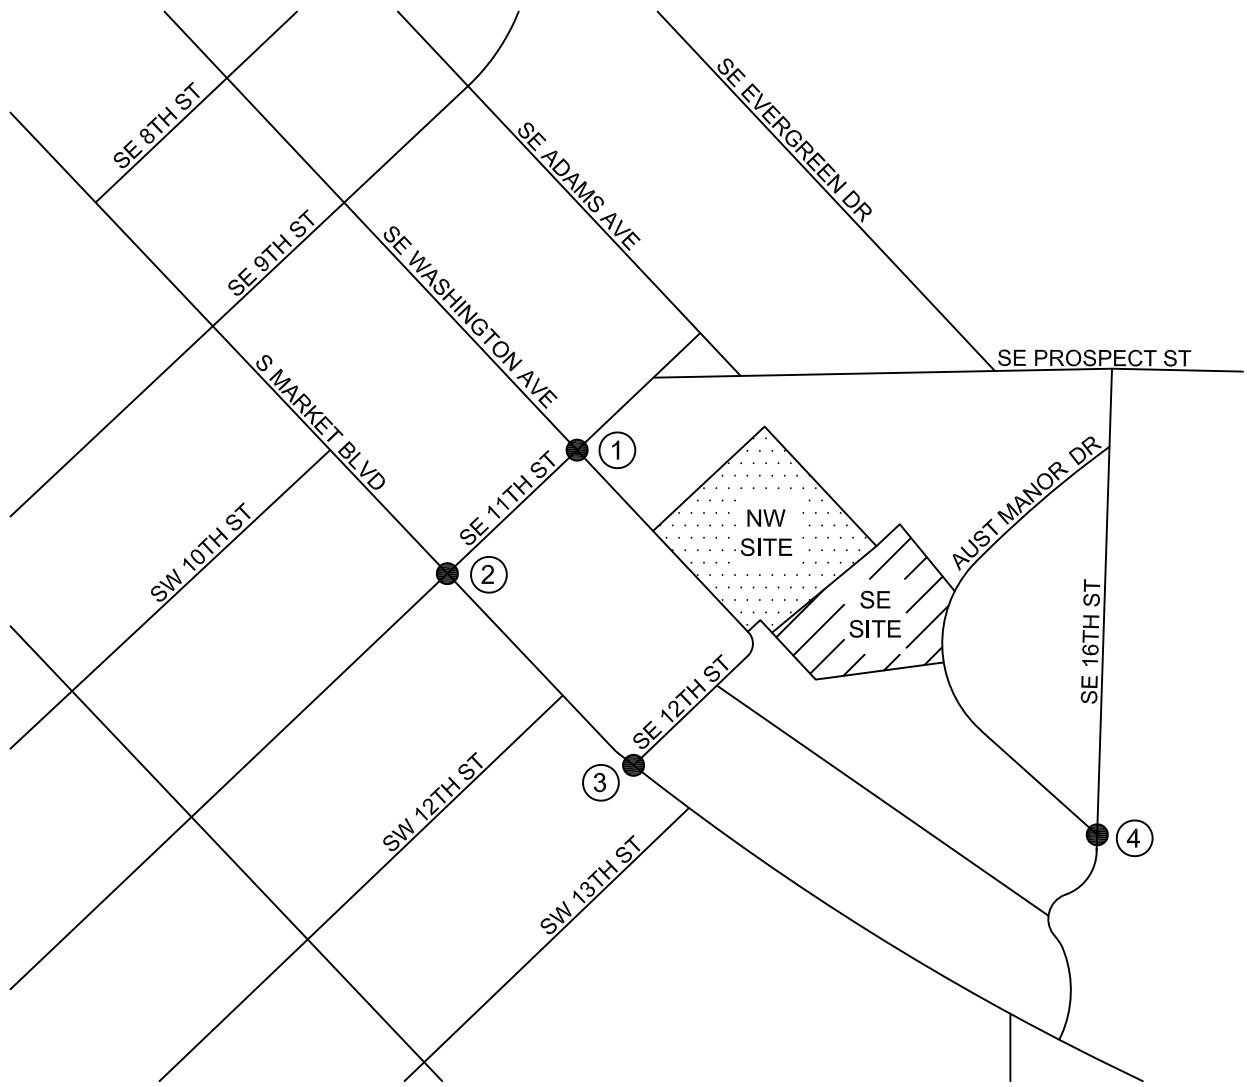 SE 8TH ST
SE EVERGREEN DR
SE ADAMS AVE
SE 9TH ST
SE WASHINGTON AVE
SE PROSPECT ST
S MARKET BLVD
1
SE 11TH ST
AUST MANOR DR
NW
SITE
SW 10TH ST
2
SE
SITE
SE 16TH ST
SE 12TH ST
3
SW 12TH ST
4
SW 13TH ST